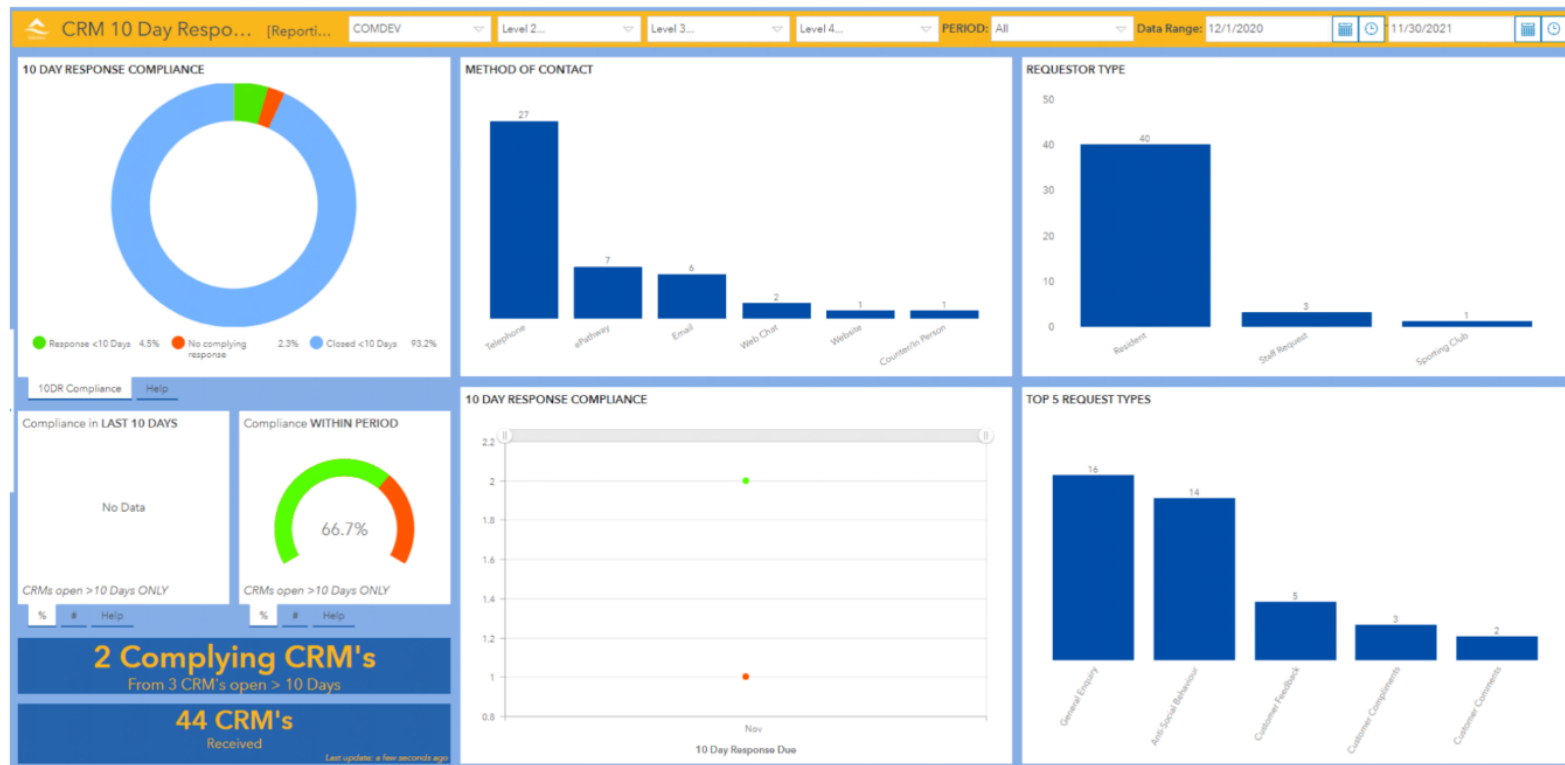 CRM 10 Day Respo... [Reporti... COMDEV Level 2... Level 3... Level 4... PERIOD: All Data Range: 12/1/2020 11/30/2021
10 DAY RESPONSE COMPLIANCE
Response <10 Days 4.5% No complying response 2.3% Closed <10 Days 93.2%
10DR Compliance Help
METHOD OF CONTACT
27
7
6
2
1
1
Telephone
ePathway
Email
Web Chat
Website
Counter/In Person
REQUESTOR TYPE
50
40
30
20
10
0
40
3
1
Resident
Staff Request
Sporting Club
Compliance in LAST 10 DAYS
No Data
CRMs open >10 Days ONLY
% # Help
Compliance WITHIN PERIOD
66.7%
CRMs open >10 Days ONLY
% # Help
2 Complying CRM's
From 3 CRM's open > 10 Days
44 CRM's
Received
Last update: a few seconds ago
10 DAY RESPONSE COMPLIANCE
2.2
2
1.8
1.6
1.4
1.2
1
0.8
Nov
10 Day Response Due
TOP 5 REQUEST TYPES
16
14
5
3
2
General Enquiry
Anti-Social Behaviour
Customer Feedback
Customer Compliments
Customer Comments